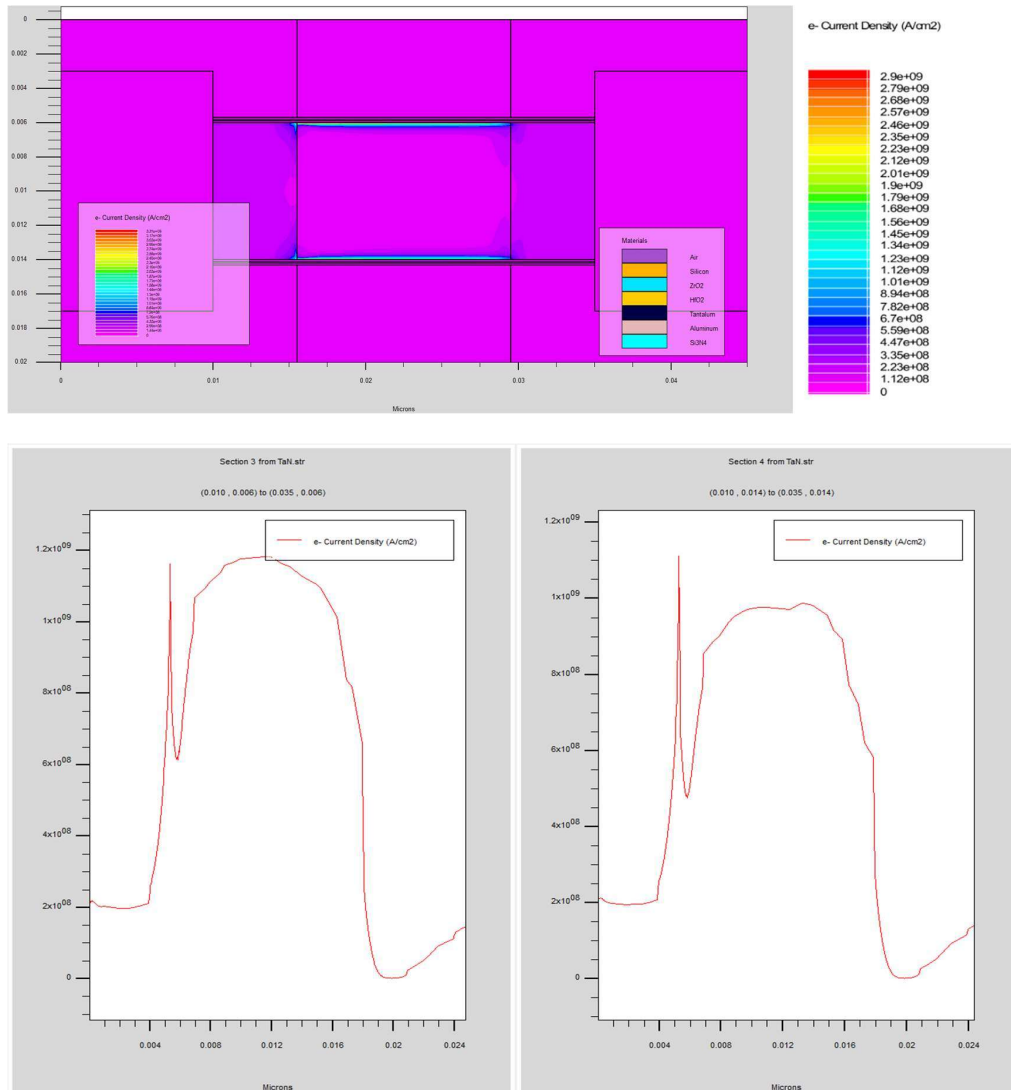 e- Current Density (A/cm2)
2.9e+09
2.79e+09
2.68e+09
2.57e+09
2.46e+09
2.35e+09
2.23e+09
2.12e+09
2.01e+09
1.9e+09
1.79e+09
1.68e+09
1.56e+09
1.45e+09
1.34e+09
1.23e+09
1.12e+09
1.01e+09
8.94e+08
7.82e+08
6.7e+08
5.59e+08
4.47e+08
3.35e+08
2.23e+08
1.12e+08
0
0
0.002
0.004
0.006
0.008
0.01
0.012
0.014
0.016
0.018
0.02
e- Current Density (A/cm2)
Materials
Air
Silicon
ZrO2
HfO2
Tantalum
Aluminum
Si3N4
0 0.01 0.02 0.03 0.04
Microns
Section 3 from TaN.str
(0.010 , 0.006) to (0.035 , 0.006)
e- Current Density (A/cm2)
1.2x10⁰⁹
1x10⁰⁹
8x10⁰⁸
6x10⁰⁸
4x10⁰⁸
2x10⁰⁸
0
0.004 0.008 0.012 0.016 0.02 0.024
Microns
Section 4 from TaN.str
(0.010 , 0.014) to (0.035 , 0.014)
e- Current Density (A/cm2)
1.2x10⁰⁹
1x10⁰⁹
8x10⁰⁸
6x10⁰⁸
4x10⁰⁸
2x10⁰⁸
0
0.004 0.008 0.012 0.016 0.02 0.024
Microns